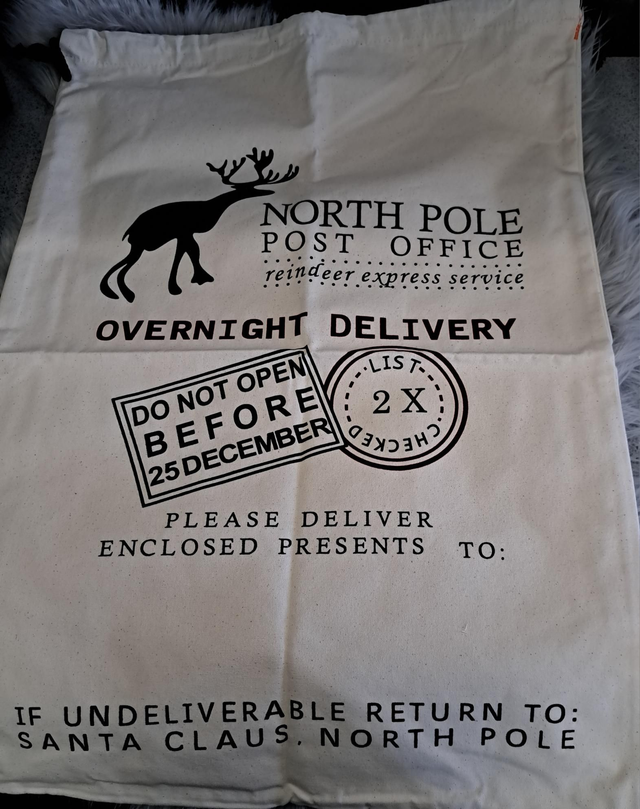 NORTH POLE
POST OFFICE
reindeer express service
OVERNIGHT DELIVERY
DO NOT OPEN
BEFORE
25 DECEMBER
LIST
2 X
CHECKED
PLEASE DELIVER
ENCLOSED PRESENTS TO:
IF UNDELIVERABLE RETURN TO:
SANTA CLAUS, NORTH POLE